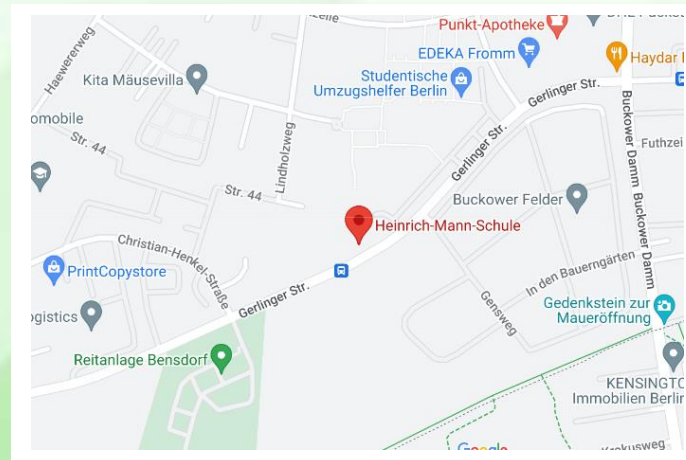 Zelle
Punkt-Apotheke
EDEKA Fromm
Haewererweg
Kita Mäusevilla
Studentische
Umzugshelfer Berlin
Haydar
Gerlinger Str.
Buckower Damm
Buckower Damm
omobile
Str. 44
Lindholzweg
Gerlinger Str.
Futhzei
Str. 44
Buckower Felder
Heinrich-Mann-Schule
Christian-Henkel-Straße
PrintCopystore
In den Bauerngärten
Gensweg
Gerlinger Str.
Gedenkstein zur
Maueröffnung
ogistics
Reitanlage Bensdorf
KENSINGTO
Immobilien Berlin
Google
Krokusweg